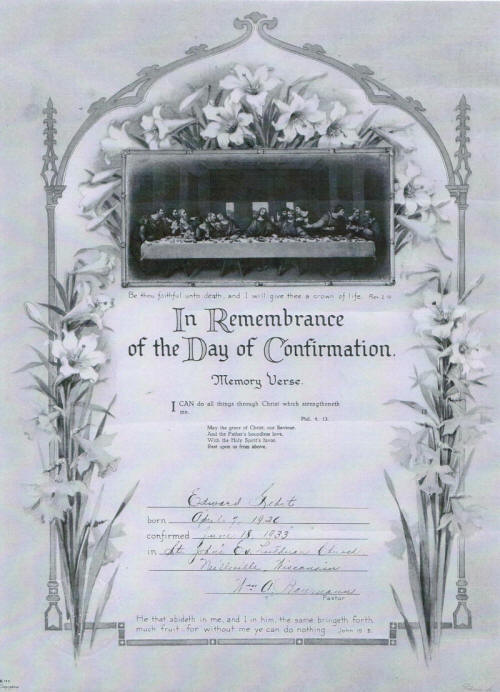 Be thou faithful unto death, and I will give thee a crown of life. Rev. 2. 10
In Remembrance
of the Day of Confirmation.
Memory Verse.
I CAN do all things through Christ which strengtheneth
me.
Phil. 4. 13.
May the grace of Christ, our Saviour,
And the Father's boundless love,
With the Holy Spirit's favor,
Rest upon us from above.
Edward
born April 7, 1920
confirmed June 18, 1933
in St. John's Ev. Lutheran Church
Neillsville, Wisconsin
Wm. A.
Pastor
He that abideth in me, and I in him, the same bringeth forth
much fruit: for without me ye can do nothing. John 15. 5.